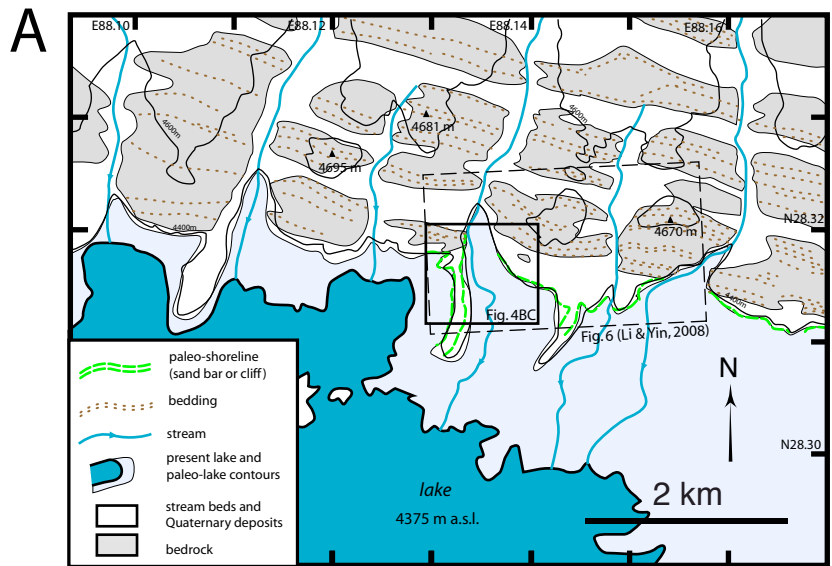 A
E88.10
E88.12
E88.14
E88.16
4600m
4600m
4681 m
4695 m
N28.32
4670 m
4400m
4400m
Fig. 4BC
Fig. 6 (Li & Yin, 2008)
paleo-shoreline
(sand bar or cliff)
bedding
stream
present lake and
paleo-lake contours
stream beds and
Quaternary deposits
bedrock
N
N28.30
lake
4375 m a.s.l.
2 km